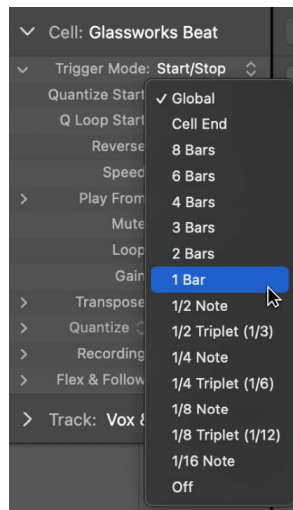 Cell: Glassworks Beat
Trigger Mode: Start/Stop
Quantize Start
Q Loop Start
Reverse
Speed
Play From
Mute
Loop
Gain
Transpose
Quantize
Recording
Flex & Follow
Track: Vox
✓ Global
Cell End
8 Bars
6 Bars
4 Bars
3 Bars
2 Bars
1 Bar
1/2 Note
1/2 Triplet (1/3)
1/4 Note
1/4 Triplet (1/6)
1/8 Note
1/8 Triplet (1/12)
1/16 Note
Off